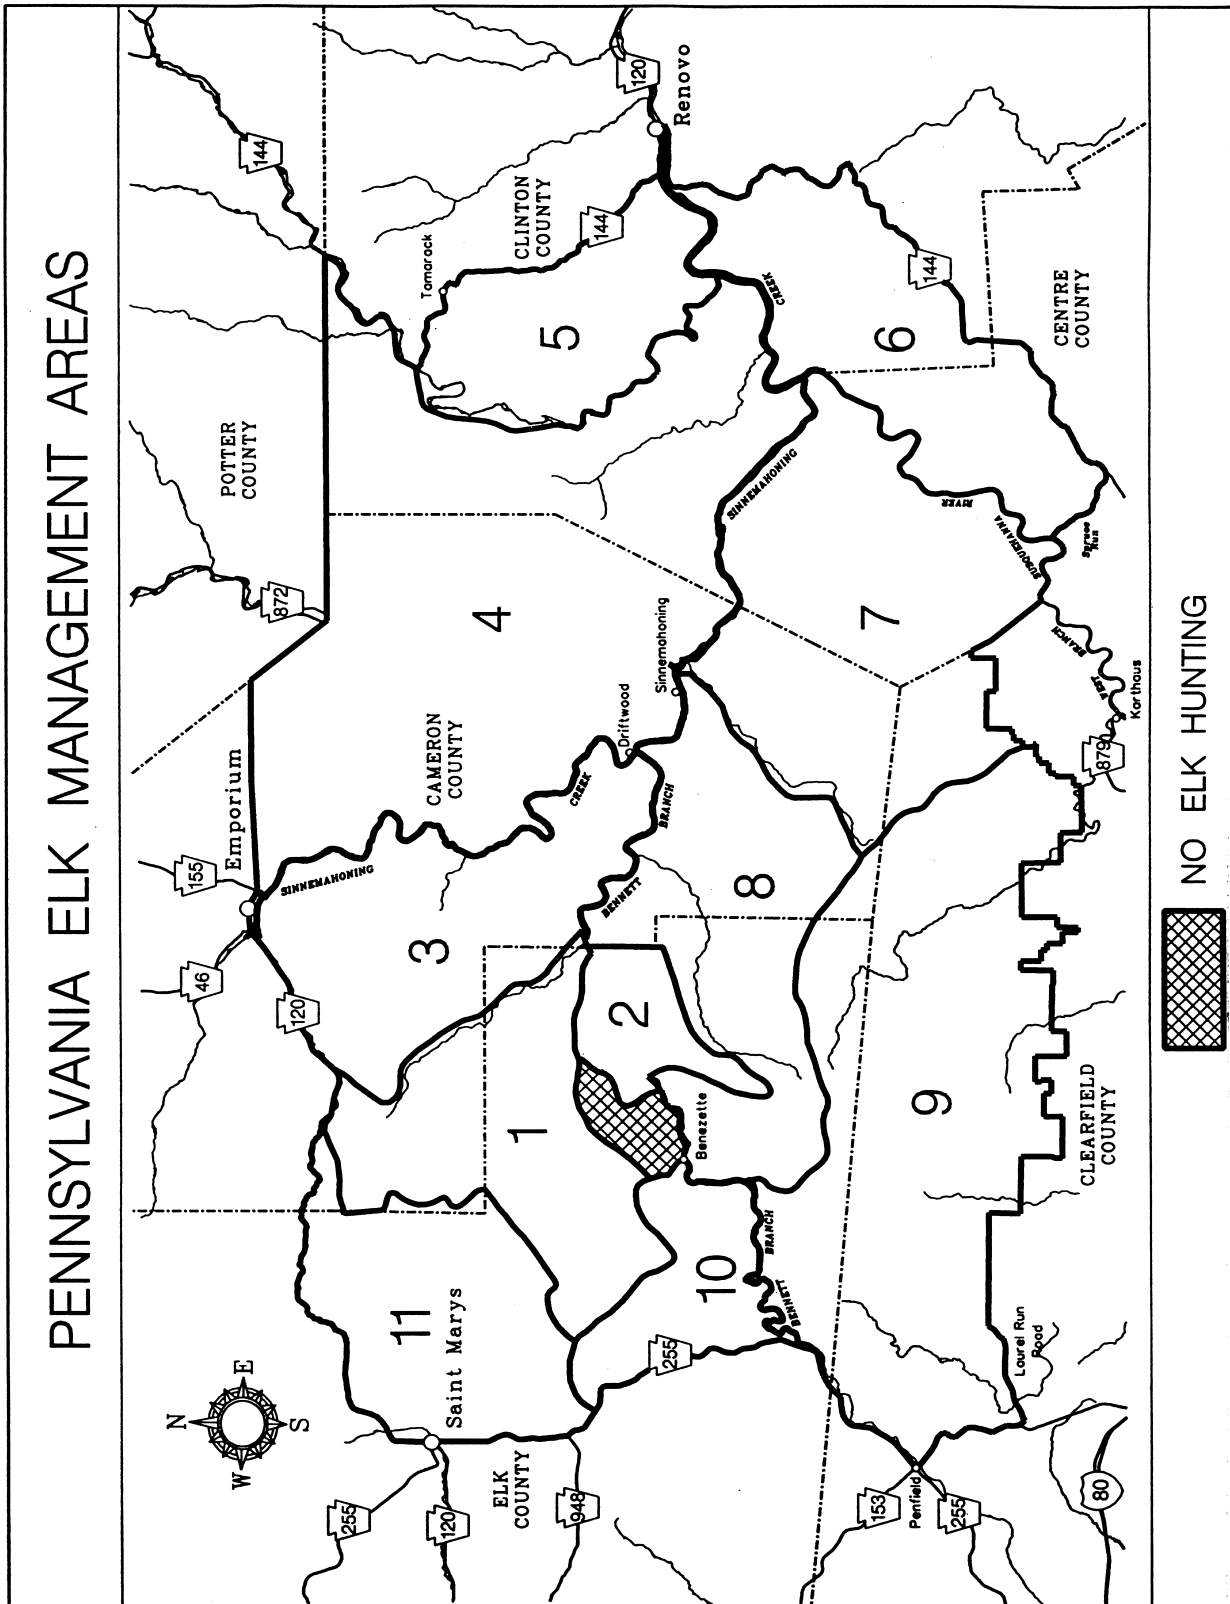 PENNSYLVANIA ELK MANAGEMENT AREAS
N
W
E
S
255
120
948
ELK
COUNTY
Saint Marys
11
255
153
Penfield
255
80
Laurel Run
Road
120
46
155
Emporium
SINNEMAHONING
3
CAMERON
COUNTY
CREEK
Driftwood
Sinnemahoning
BRANCH
BENNETT
1
2
Benezette
8
10
BRANCH
BENNETT
9
CLEARFIELD
COUNTY
872
POTTER
COUNTY
4
SINNEMAHONING
7
RIVER
SUSQUEHANNA
Spruce
Run
BRANCH
WEST
Karthaus
879
144
Tamarack
CLINTON
COUNTY
144
5
120
Renovo
CREEK
6
144
CENTRE
COUNTY
NO ELK HUNTING